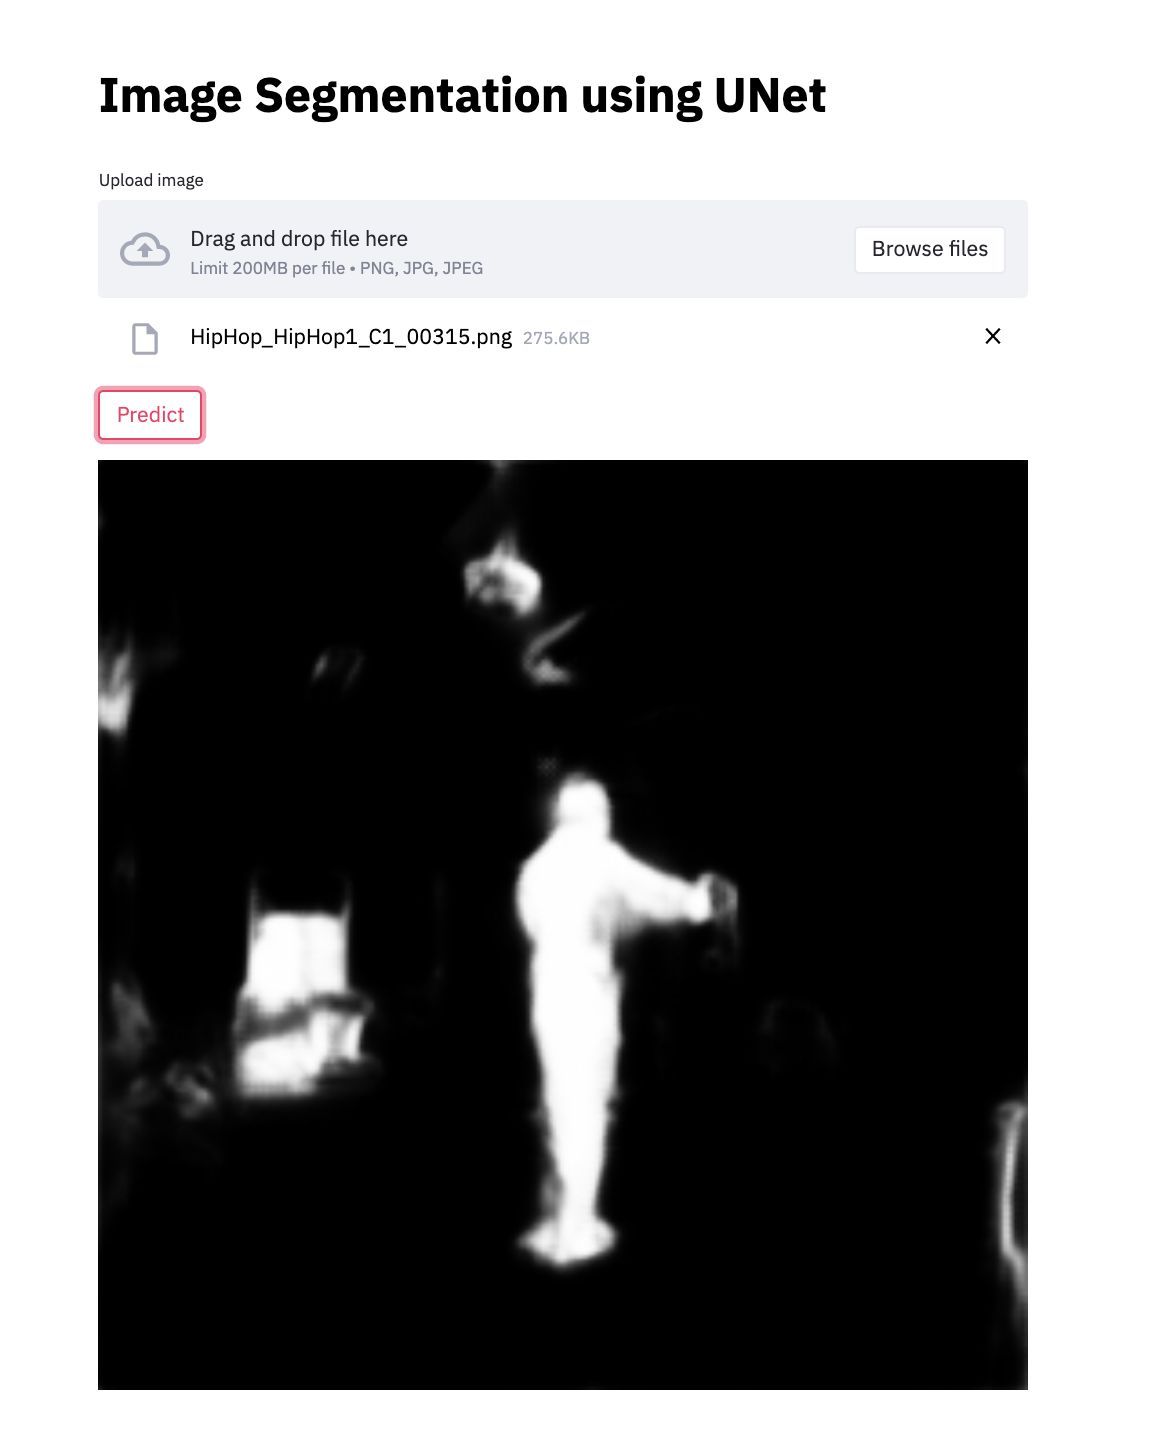 Image Segmentation using UNet
Upload image
Drag and drop file here
Limit 200MB per file • PNG, JPG, JPEG
Browse files
HipHop_HipHop1_C1_00315.png 275.6KB
Predict